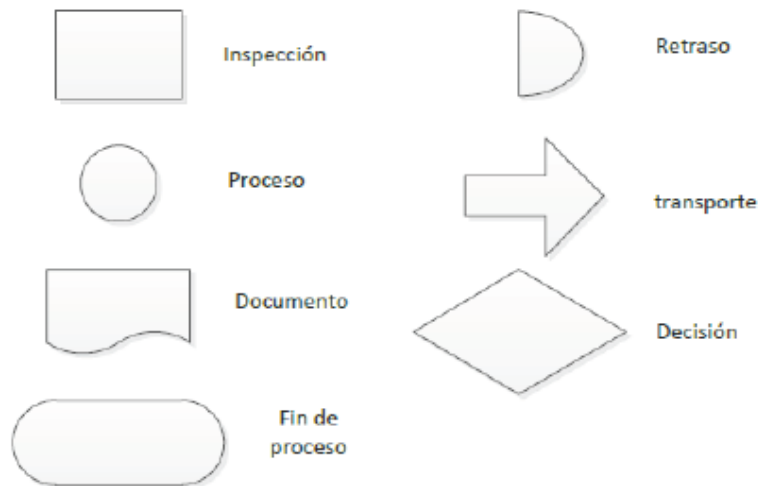 Inspección
Retraso
Proceso
transporte
Documento
Decisión
Fin de
proceso